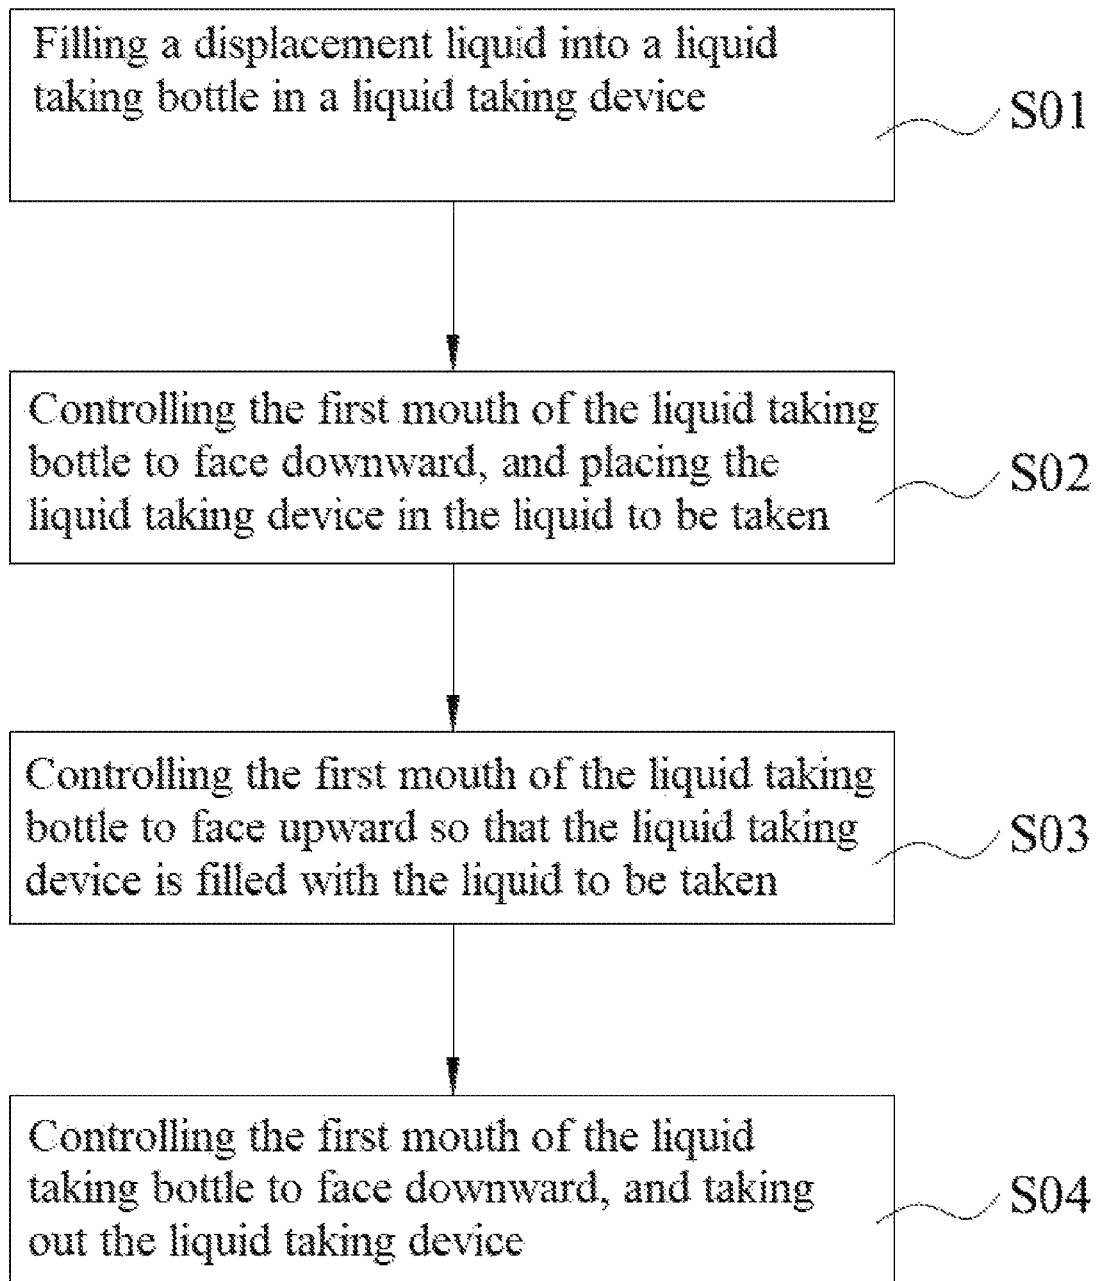 Filling a displacement liquid into a liquid
taking bottle in a liquid taking device
S01
Controlling the first mouth of the liquid taking
bottle to face downward, and placing the
liquid taking device in the liquid to be taken
S02
Controlling the first mouth of the liquid taking
bottle to face upward so that the liquid taking
device is filled with the liquid to be taken
S03
Controlling the first mouth of the liquid
taking bottle to face downward, and taking
out the liquid taking device
S04